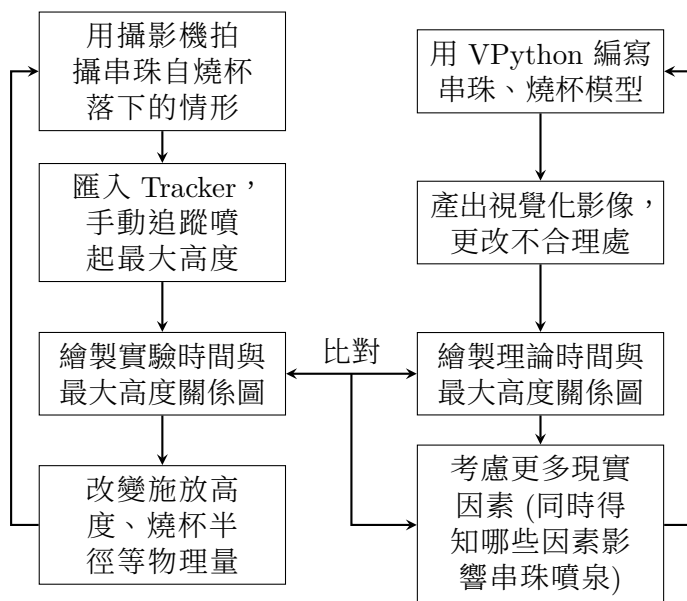 用攝影機拍
攝串珠自燒杯
落下的情形
匯入 Tracker，
手動追蹤噴
起最大高度
繪製實驗時間與
最大高度關係圖
改變施放高
度、燒杯半
徑等物理量
比對
用 VPython 編寫
串珠、燒杯模型
產出視覺化影像，
更改不合理處
繪製理論時間與
最大高度關係圖
考慮更多現實
因素 (同時得
知哪些因素影
響串珠噴泉)